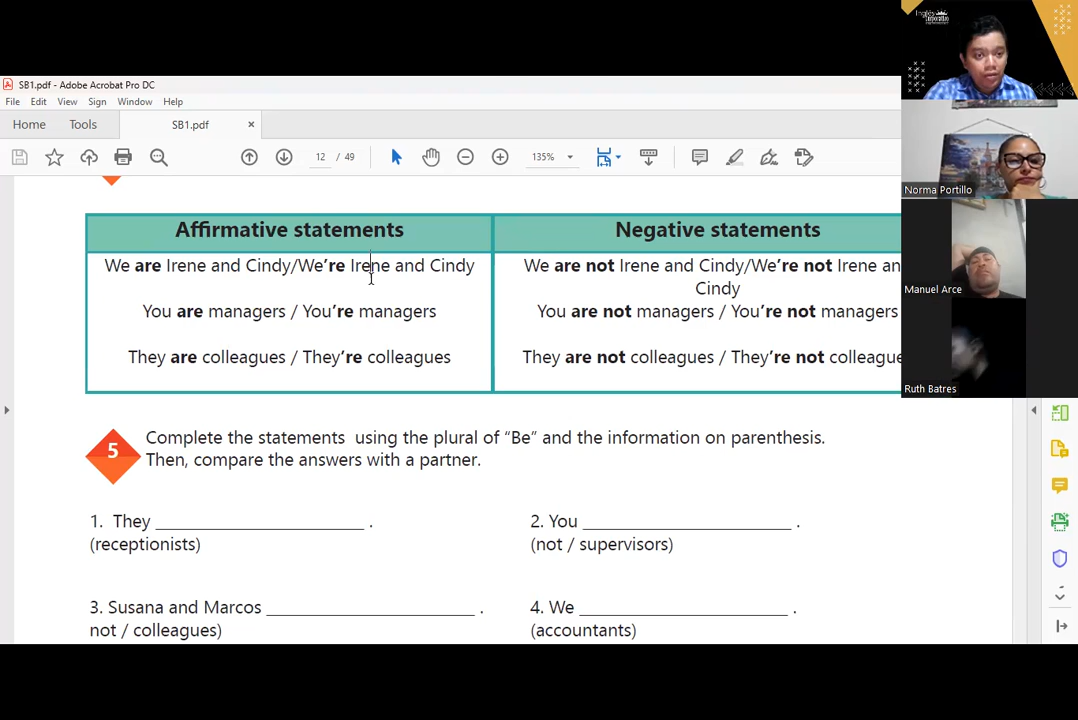 SB1.pdf - Adobe Acrobat Pro DC
File Edit View Sign Window Help
Home Tools SB1.pdf ×
12 / 49 135%
Affirmative statements Negative statements
We are Irene and Cindy/We're Irene and Cindy We are not Irene and Cindy/We're not Irene an
Cindy
You are managers / You're managers You are not managers / You're not managers
They are colleagues / They're colleagues They are not colleagues / They're not colleague
5 Complete the statements using the plural of “Be” and the information on parenthesis.
Then, compare the answers with a partner.
1. They ______________________ . 2. You ______________________ .
(receptionists) (not / supervisors)
3. Susana and Marcos ______________________ . 4. We ______________________ .
not / colleagues) (accountants)
Inglés
Corporativo
Norma Portillo
Manuel Arce
Ruth Batres